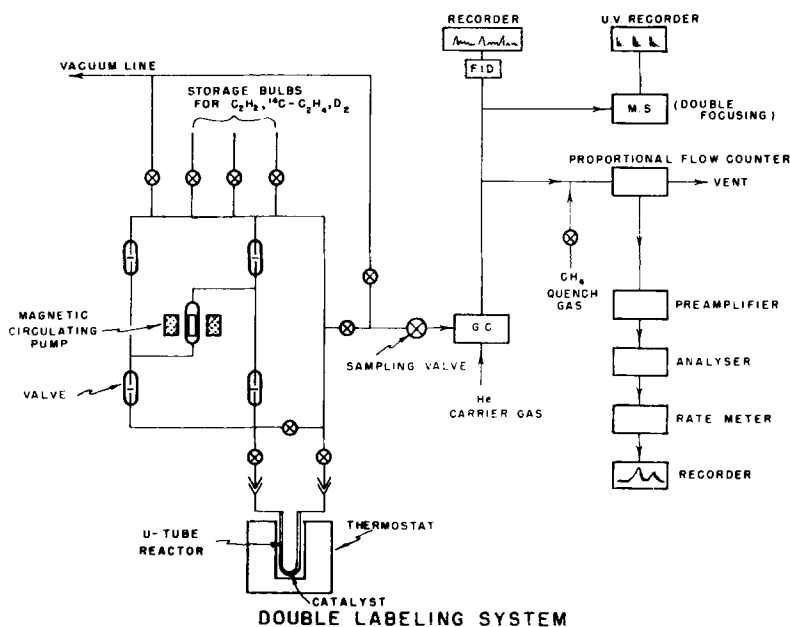 RECORDER
U.V. RECORDER
FID
VACUUM LINE
STORAGE BULBS
FOR C₂H₂, ¹⁴C-C₂H₄, D₂
M.S
(DOUBLE
FOCUSING)
PROPORTIONAL FLOW COUNTER
VENT
CH₄
QUENCH
GAS
MAGNETIC
CIRCULATING
PUMP
GC
PREAMPLIFIER
SAMPLING VALVE
ANALYSER
VALVE
He
CARRIER GAS
RATE METER
RECORDER
U-TUBE
REACTOR
THERMOSTAT
CATALYST
DOUBLE LABELING SYSTEM